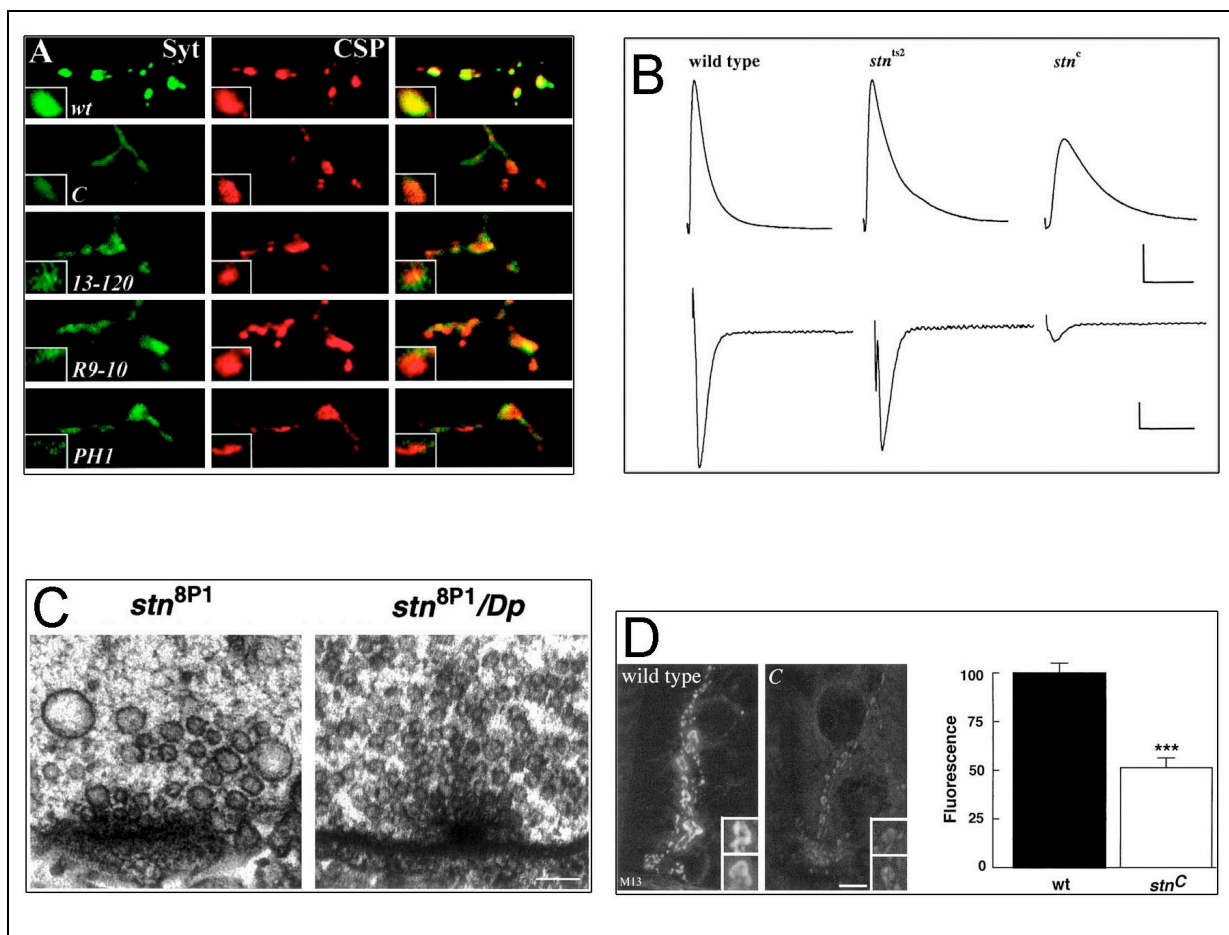 A Syt CSP
wt
C
13-120
R9-10
PH1
B wild type stn^ts2 stn^c
C stn^8P1 stn^8P1/Dp
D
wild type C
M13
Fluorescence
100
75
50
25
0
***
wt stn^C